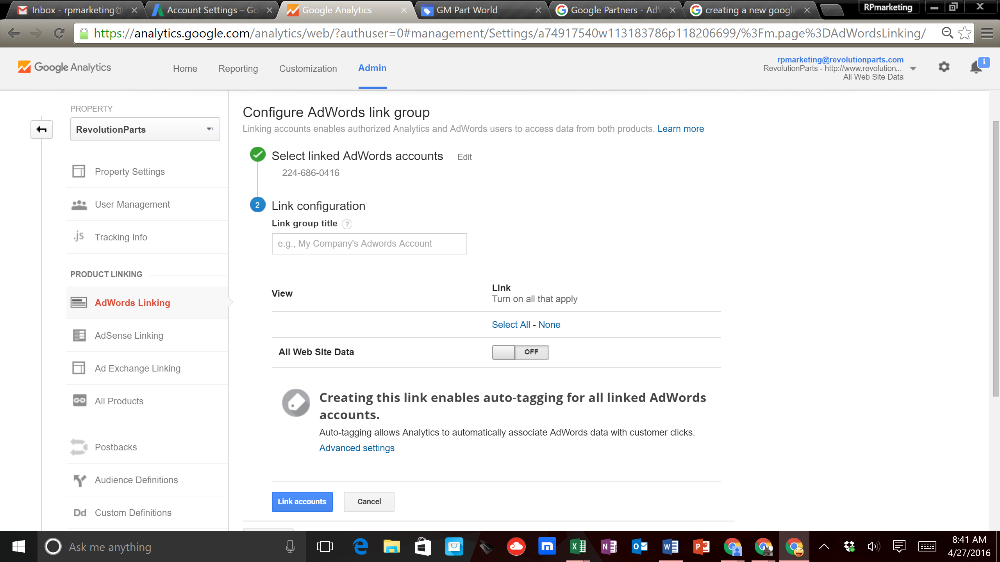 Inbox - rpmarketing@
Account Settings – Go
Google Analytics
GM Part World
Google Partners - AdW
creating a new google
RPmarketing
https://analytics.google.com/analytics/web/?authuser=0#management/Settings/a74917540w113183786p118206699/%3Fm.page%3DAdWordsLinking/
Google Analytics
Home
Reporting
Customization
Admin
rpmarketing@revolutionparts.com
RevolutionParts - http://www.revolution...
All Web Site Data
i
PROPERTY
RevolutionParts
Property Settings
User Management
.js Tracking Info
PRODUCT LINKING
AdWords Linking
AdSense Linking
Ad Exchange Linking
All Products
Postbacks
Audience Definitions
Dd Custom Definitions
Configure AdWords link group
Linking accounts enables authorized Analytics and AdWords users to access data from both products. Learn more
Select linked AdWords accounts Edit
224-686-0416
2 Link configuration
Link group title ?
e.g., My Company's Adwords Account
View
Link
Turn on all that apply
Select All - None
All Web Site Data
OFF
Creating this link enables auto-tagging for all linked AdWords
accounts.
Auto-tagging allows Analytics to automatically associate AdWords data with customer clicks.
Advanced settings
Link accounts
Cancel
Ask me anything
8:41 AM
4/27/2016